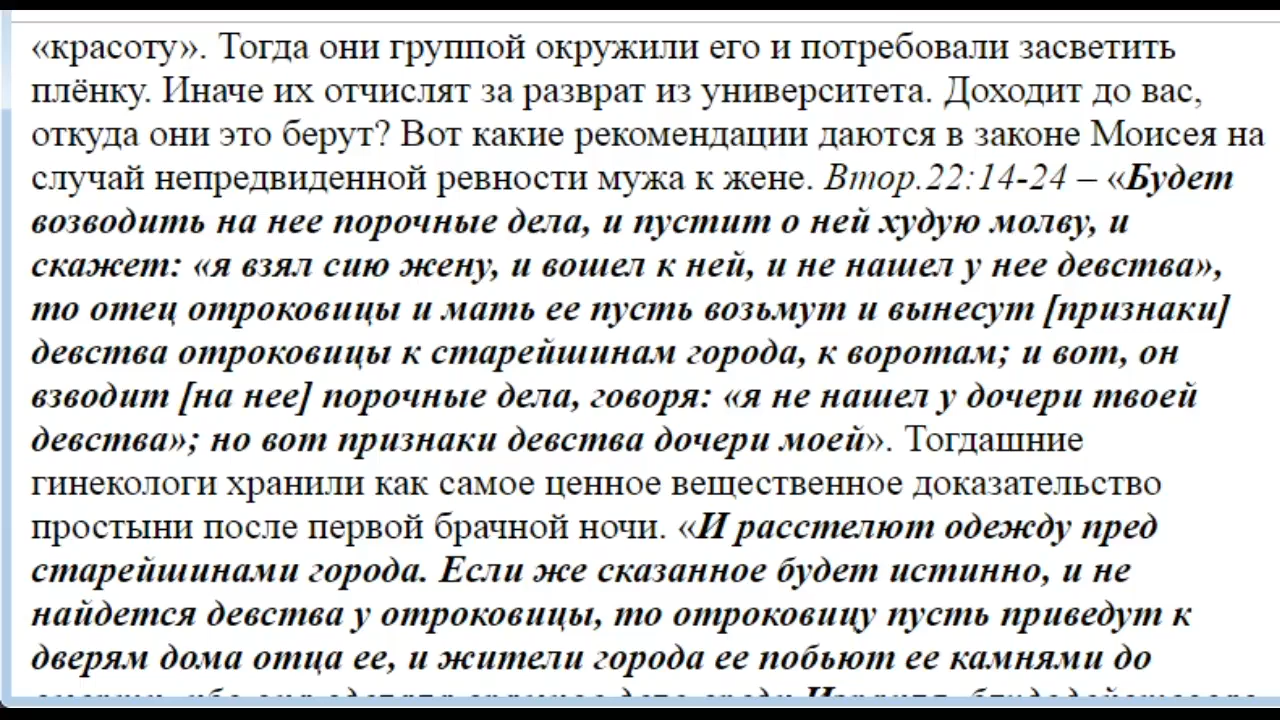 «красоту». Тогда они группой окружили его и потребовали засветить
плёнку. Иначе их отчислят за разврат из университета. Доходит до вас,
откуда они это берут? Вот какие рекомендации даются в законе Моисея на
случай непредвиденной ревности мужа к жене. Втор.22:14-24 – «Будет
возводить на нее порочные дела, и пустит о ней худую молву, и
скажет: «я взял сию жену, и вошел к ней, и не нашел у нее девства»,
то отец отроковицы и мать ее пусть возьмут и вынесут [признаки]
девства отроковицы к старейшинам города, к воротам; и вот, он
взводит [на нее] порочные дела, говоря: «я не нашел у дочери твоей
девства»; но вот признаки девства дочери моей». Тогдашние
гинекологи хранили как самое ценное вещественное доказательство
простыни после первой брачной ночи. «И расстелют одежду пред
старейшинами города. Если же сказанное будет истинно, и не
найдется девства у отроковицы, то отроковицу пусть приведут к
дверям дома отца ее, и жители города ее побьют ее камнями до